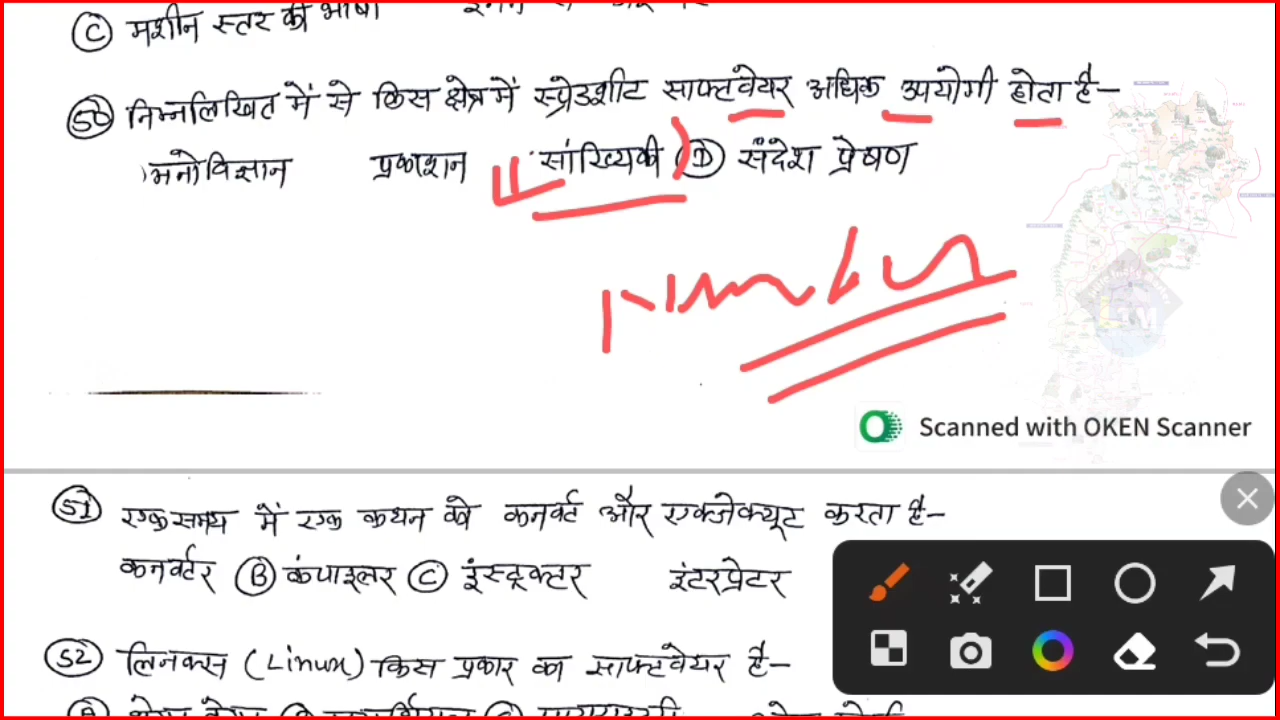 (C) मशीन स्तर की भाषा
(50) निम्नलिखित में से किस क्षेत्र में स्प्रेडशीट साफ्टवेयर अधिक उपयोगी होता है-
मनोविज्ञान प्रकाशन सांख्यिकी (D) संदेश प्रेषण
Scanned with OKEN Scanner
(51) एक समय में एक कथन को कनवर्ट और एक्जेक्यूट करता है-
कनवर्टर (B) कंपाइलर (C) इंस्ट्रक्टर इंटरप्रेटर
(52) लिनक्स (Linux) किस प्रकार का साफ्टवेयर है-